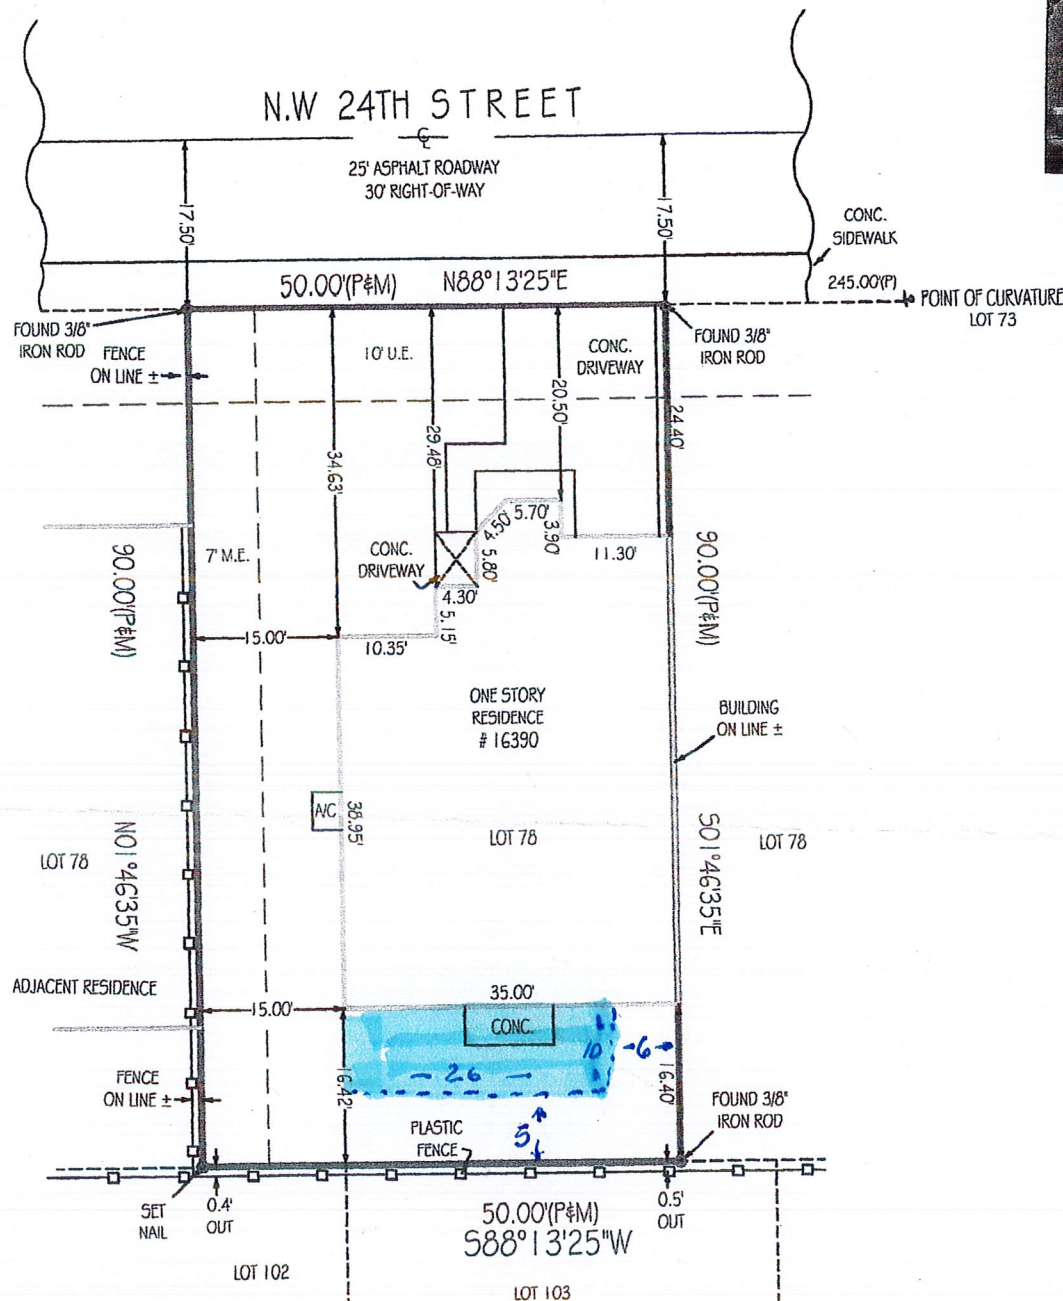 N.W 24TH STREET
℄
25' ASPHALT ROADWAY
30' RIGHT-OF-WAY
17.50'
17.50'
CONC.
SIDEWALK
50.00'(P&M) N88°13'25"E
245.00'(P)
POINT OF CURVATURE
LOT 73
FOUND 3/8"
IRON ROD
FENCE
ON LINE ±
10' U.E.
CONC.
DRIVEWAY
FOUND 3/8"
IRON ROD
34.63'
29.48'
20.50'
24.40'
4.50'
5.70'
3.90'
11.30'
7' M.E.
CONC.
DRIVEWAY
5.80'
4.30'
5.15'
90.00'(P&M)
90.00'(P&M)
15.00'
10.35'
ONE STORY
RESIDENCE
# 16390
BUILDING
ON LINE ±
A/C
38.95'
LOT 78
LOT 78
LOT 78
N01°46'35"W
S01°46'35"E
ADJACENT RESIDENCE
15.00'
35.00'
CONC.
10
-6-
- 26 -
16.42'
16.40'
5
FENCE
ON LINE ±
PLASTIC
FENCE
FOUND 3/8"
IRON ROD
SET
NAIL
0.4'
OUT
50.00'(P&M)
S88°13'25"W
0.5'
OUT
LOT 102
LOT 103